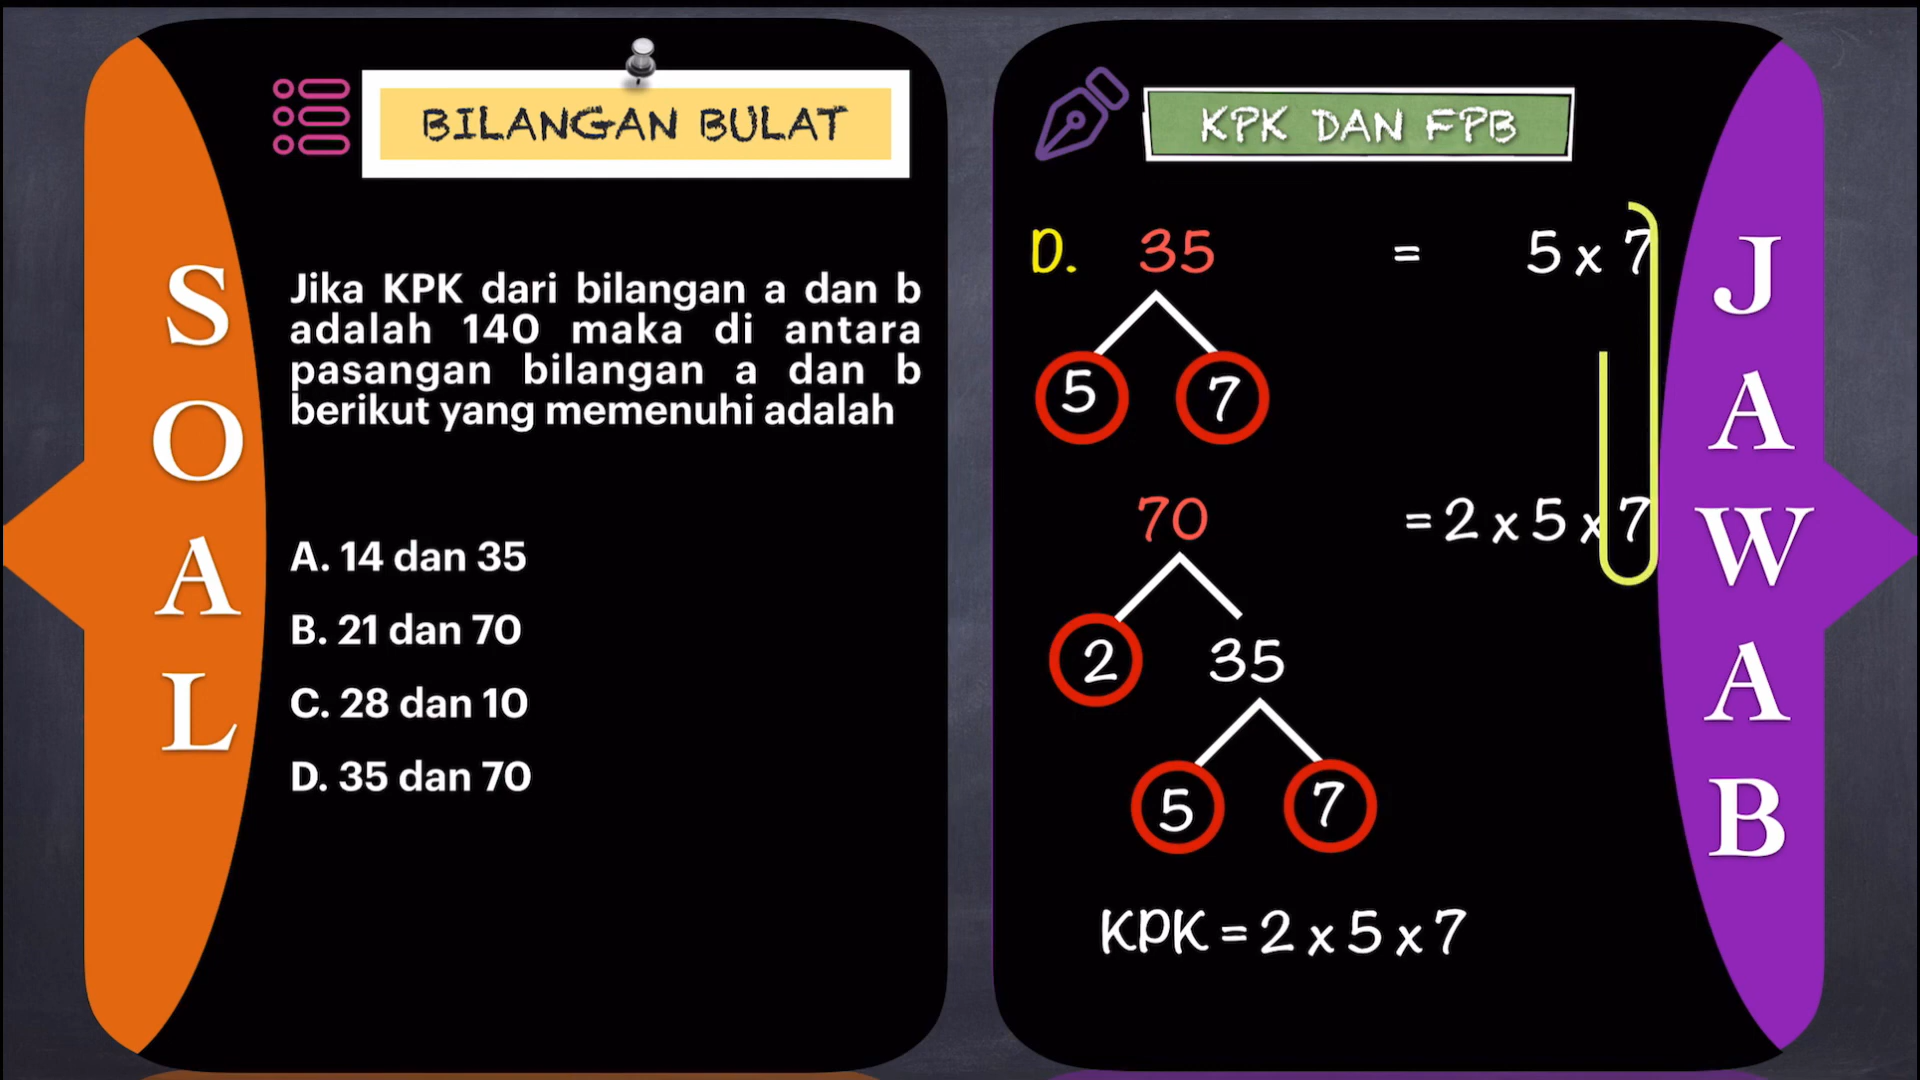 SOAL
BILANGAN BULAT
Jika KPK dari bilangan a dan b
adalah 140 maka di antara
pasangan bilangan a dan b
berikut yang memenuhi adalah
A. 14 dan 35
B. 21 dan 70
C. 28 dan 10
D. 35 dan 70
KPK DAN FPB
D. 35 = 5 x 7
5 7
70 = 2 x 5 x 7
2 35
5 7
KPK = 2 x 5 x 7
JAWAB